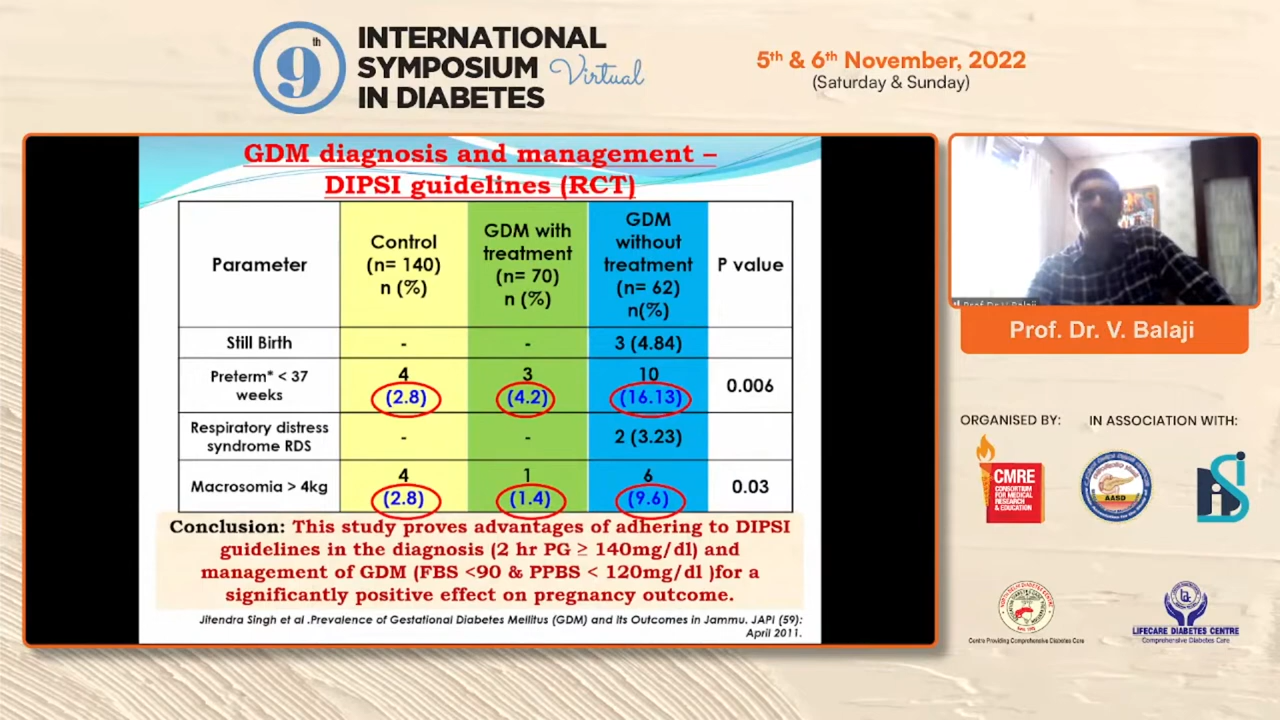 9th
INTERNATIONAL
SYMPOSIUM Virtual
IN DIABETES
5th & 6th November, 2022
(Saturday & Sunday)
GDM diagnosis and management –
DIPSI guidelines (RCT)
Parameter
Control
(n= 140)
n (%)
GDM with
treatment
(n= 70)
n (%)
GDM
without
treatment
(n= 62)
n(%)
P value
Still Birth
-
-
3 (4.84)
Preterm* < 37
weeks
4
(2.8)
3
(4.2)
10
(16.13)
0.006
Respiratory distress
syndrome RDS
-
-
2 (3.23)
Macrosomia > 4kg
4
(2.8)
1
(1.4)
6
(9.6)
0.03
Conclusion: This study proves advantages of adhering to DIPSI
guidelines in the diagnosis (2 hr PG ≥ 140mg/dl) and
management of GDM (FBS <90 & PPBS < 120mg/dl )for a
significantly positive effect on pregnancy outcome.
Jitendra Singh et al .Prevalence of Gestational Diabetes Mellitus (GDM) and Its Outcomes in Jammu. JAPI (59):
April 2011.
Prof. Dr. V. Balaji
ORGANISED BY:
IN ASSOCIATION WITH:
CMRE
CONSORTIUM
FOR MEDICAL
RESEARCH
& EDUCATION
AASD
Centre Providing Comprehensive Diabetes Care
LIFECARE DIABETES CENTRE
Comprehensive Diabetes Care